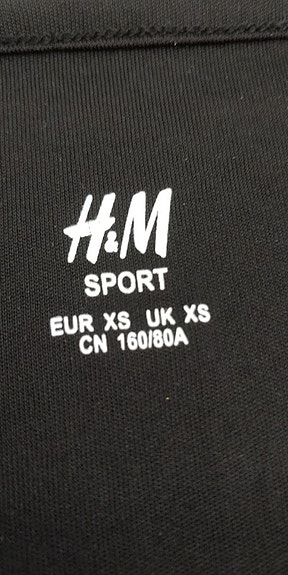 H&M
SPORT
EUR XS UK XS
CN 160/80A